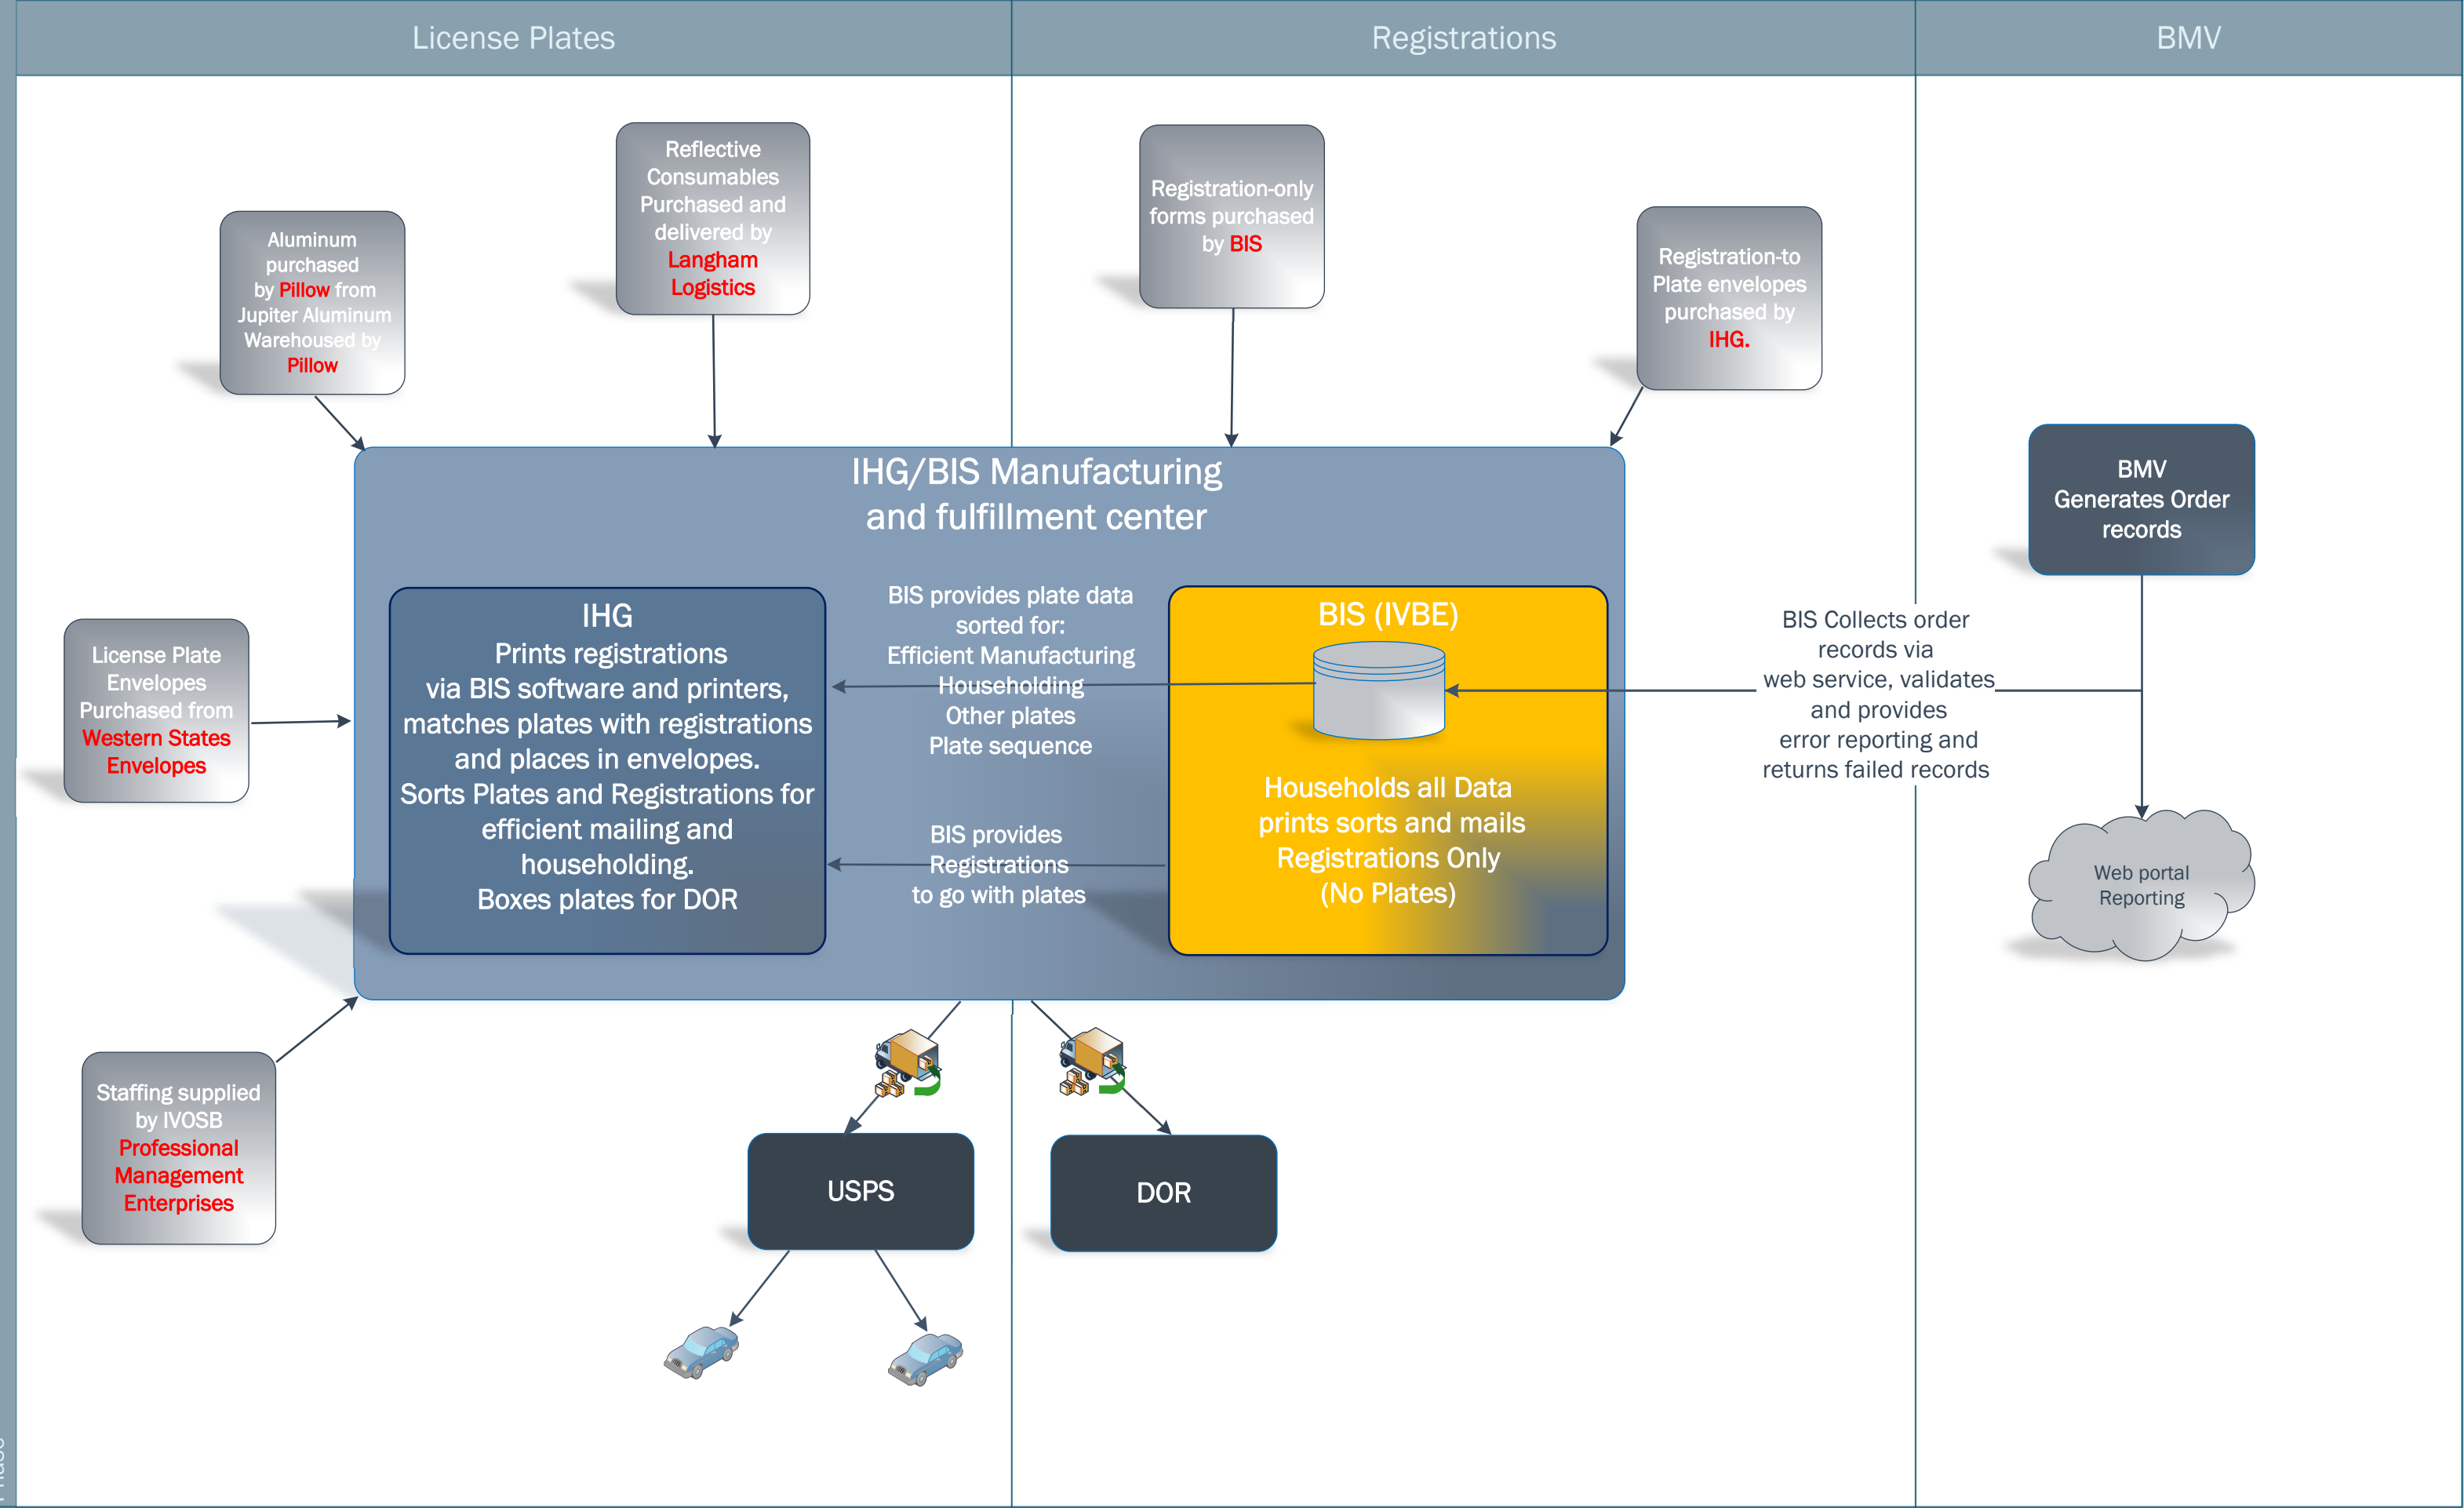 License Plates
Registrations
BMV
Reflective
Consumables
Purchased and
delivered by
Langham
Logistics
Registration-only
forms purchased
by BIS
Aluminum
purchased
by Pillow from
Jupiter Aluminum
Warehoused by
Pillow
Registration-to
Plate envelopes
purchased by
IHG.
IHG/BIS Manufacturing
and fulfillment center
BMV
Generates Order
records
License Plate
Envelopes
Purchased from
Western States
Envelopes
IHG
Prints registrations
via BIS software and printers,
matches plates with registrations
and places in envelopes.
Sorts Plates and Registrations for
efficient mailing and
householding.
Boxes plates for DOR
BIS provides plate data
sorted for:
Efficient Manufacturing
Householding
Other plates
Plate sequence
BIS provides
Registrations
to go with plates
BIS (IVBE)
Households all Data
prints sorts and mails
Registrations Only
(No Plates)
BIS Collects order
records via
web service, validates
and provides
error reporting and
returns failed records
Web portal
Reporting
Staffing supplied
by IVOSB
Professional
Management
Enterprises
USPS
DOR